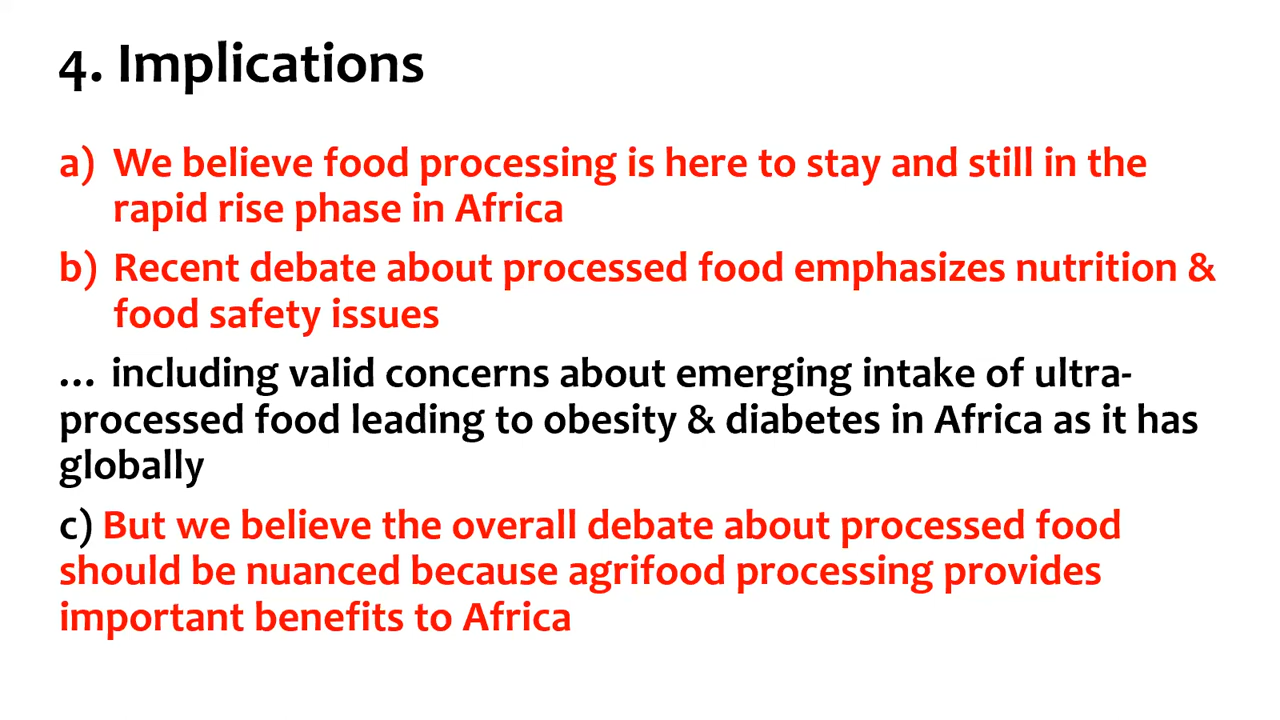 4. Implications
a) We believe food processing is here to stay and still in the
rapid rise phase in Africa
b) Recent debate about processed food emphasizes nutrition &
food safety issues
... including valid concerns about emerging intake of ultra-
processed food leading to obesity & diabetes in Africa as it has
globally
c) But we believe the overall debate about processed food
should be nuanced because agrifood processing provides
important benefits to Africa